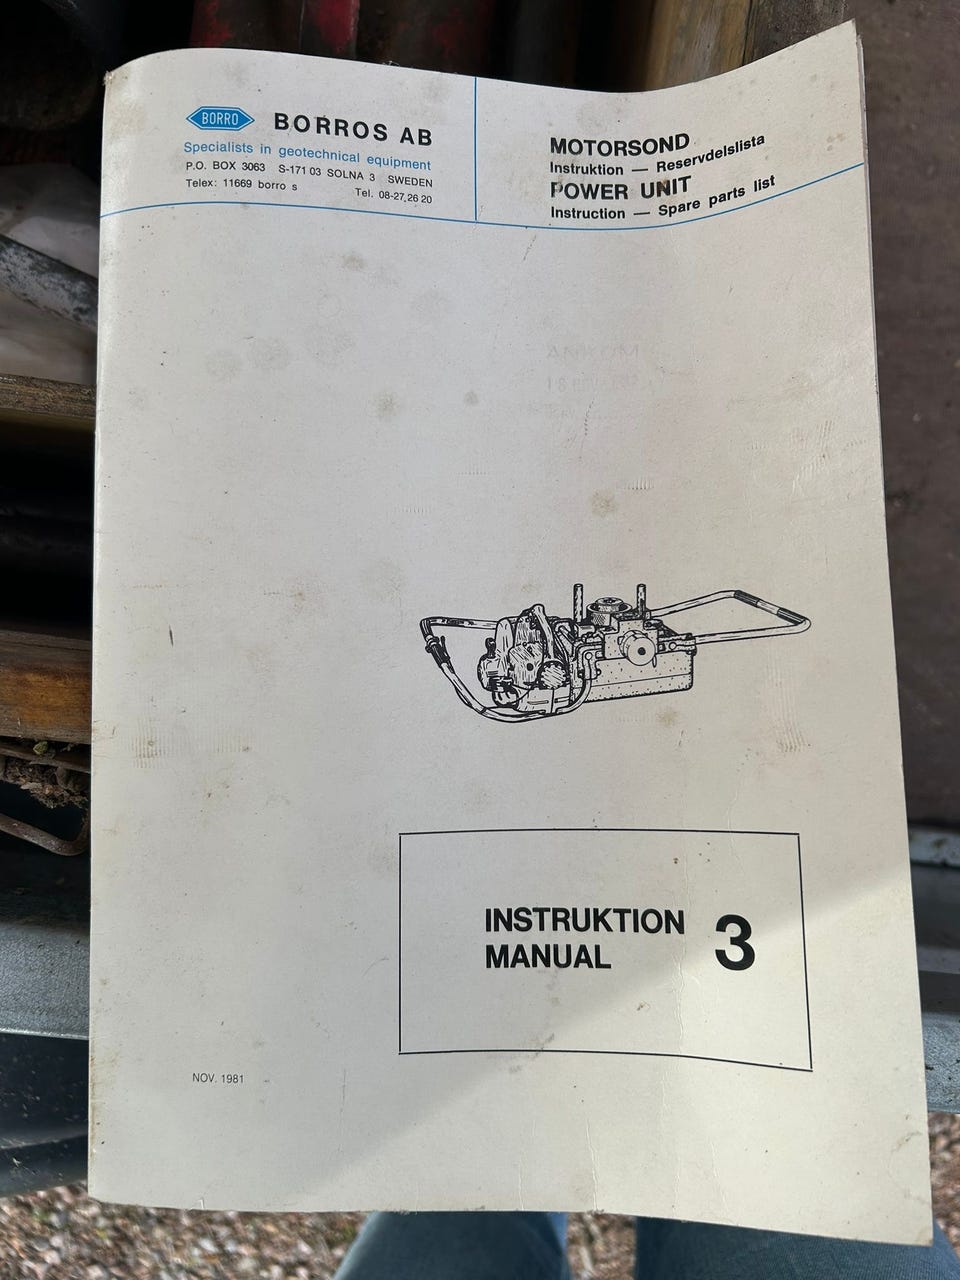 BORRO
BORROS AB
Specialists in geotechnical equipment
P.O. BOX 3063 S-171 03 SOLNA 3 SWEDEN
Telex: 11669 borro s Tel. 08-27 26 20
MOTORSOND
Instruktion — Reservdelslista
POWER UNIT
Instruction — Spare parts list
INSTRUKTION
MANUAL
3
NOV. 1981